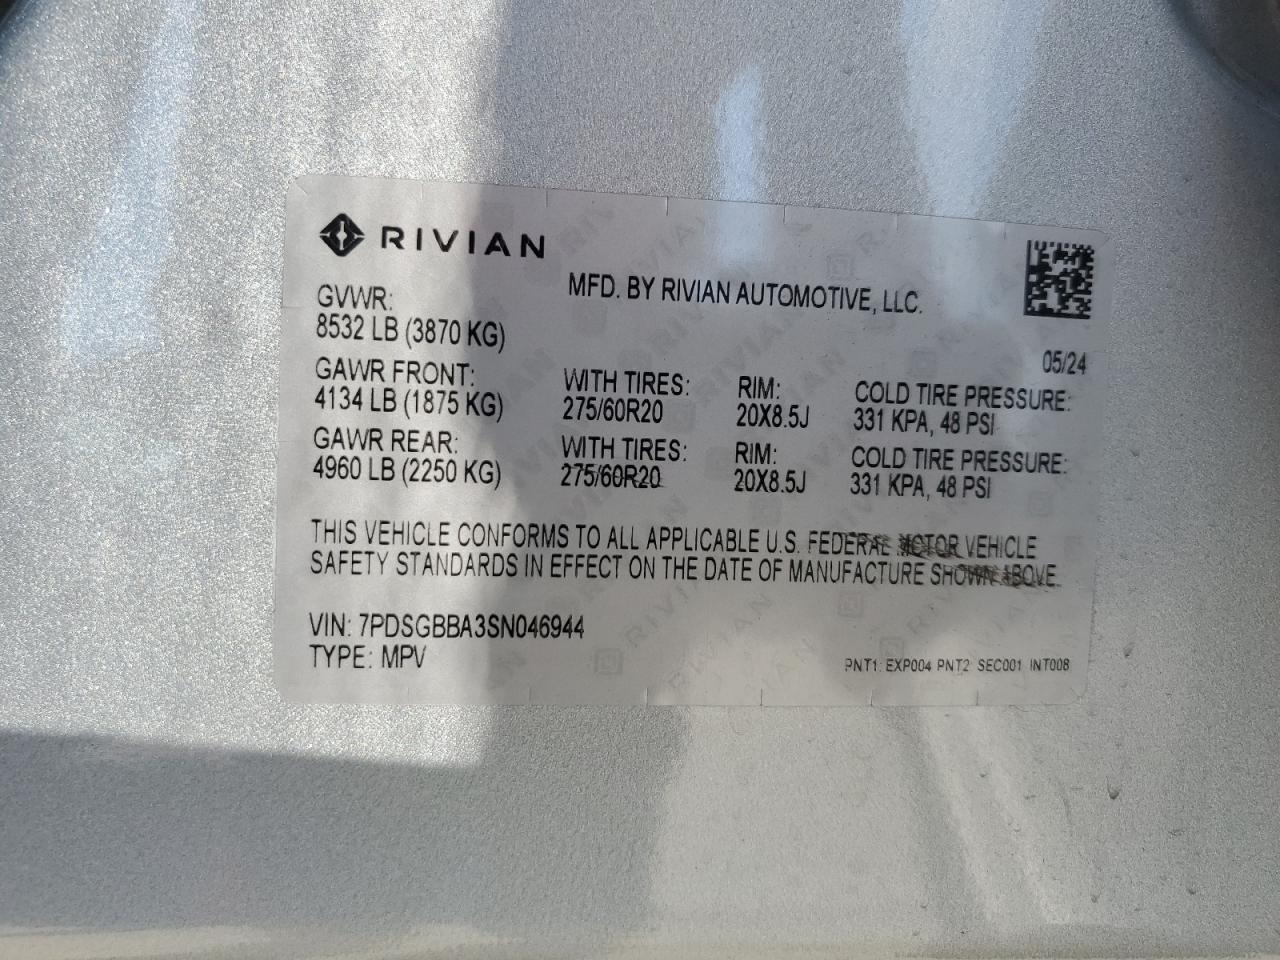 RIVIAN
MFD. BY RIVIAN AUTOMOTIVE, LLC.
GVWR:
8532 LB (3870 KG)
05/24
GAWR FRONT: WITH TIRES: RIM: COLD TIRE PRESSURE:
4134 LB (1875 KG) 275/60R20 20X8.5J 331 KPA, 48 PSI
GAWR REAR: WITH TIRES: RIM: COLD TIRE PRESSURE:
4960 LB (2250 KG) 275/60R20 20X8.5J 331 KPA, 48 PSI
THIS VEHICLE CONFORMS TO ALL APPLICABLE U.S. FEDERAL MOTOR VEHICLE
SAFETY STANDARDS IN EFFECT ON THE DATE OF MANUFACTURE SHOWN ABOVE.
VIN: 7PDSGBBA3SN046944
TYPE: MPV
PNT1: EXP004 PNT2: SEC001 INT008